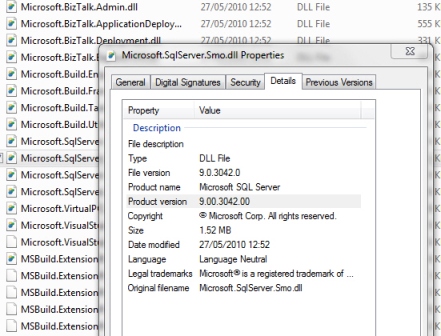 Microsoft.BizTalk.Admin.dll 27/05/2010 12:52 DLL File 135 K
Microsoft.BizTalk.ApplicationDeploy... 27/05/2010 12:52 DLL File 555 K
Microsoft.BizTalk.Deployment.dll 27/05/2010 12:52 DLL File 331 K
Microsoft.BizTalk
Microsoft.SqlServer.Smo.dll Properties
Microsoft.Build.En
General Digital Signatures Security Details Previous Versions
Microsoft.Build.Fra
Microsoft.Build.Ta
Microsoft.Build.Uti
Microsoft.SqlServe
Microsoft.SqlServe
Microsoft.SqlServe
Microsoft.SqlServe
Microsoft.VirtualP
Microsoft.VisualSt
Microsoft.VisualSt
MSBuild.Extension
MSBuild.Extension
MSBuild.Extension
MSBuild.Extension
MSBuild.Extension
Property Value
Description
File description
Type DLL File
File version 9.0.3042.0
Product name Microsoft SQL Server
Product version 9.00.3042.00
Copyright © Microsoft Corp. All rights reserved.
Size 1.52 MB
Date modified 27/05/2010 12:52
Language Language Neutral
Legal trademarks Microsoft® is a registered trademark of ...
Original filename Microsoft.SqlServer.Smo.dll